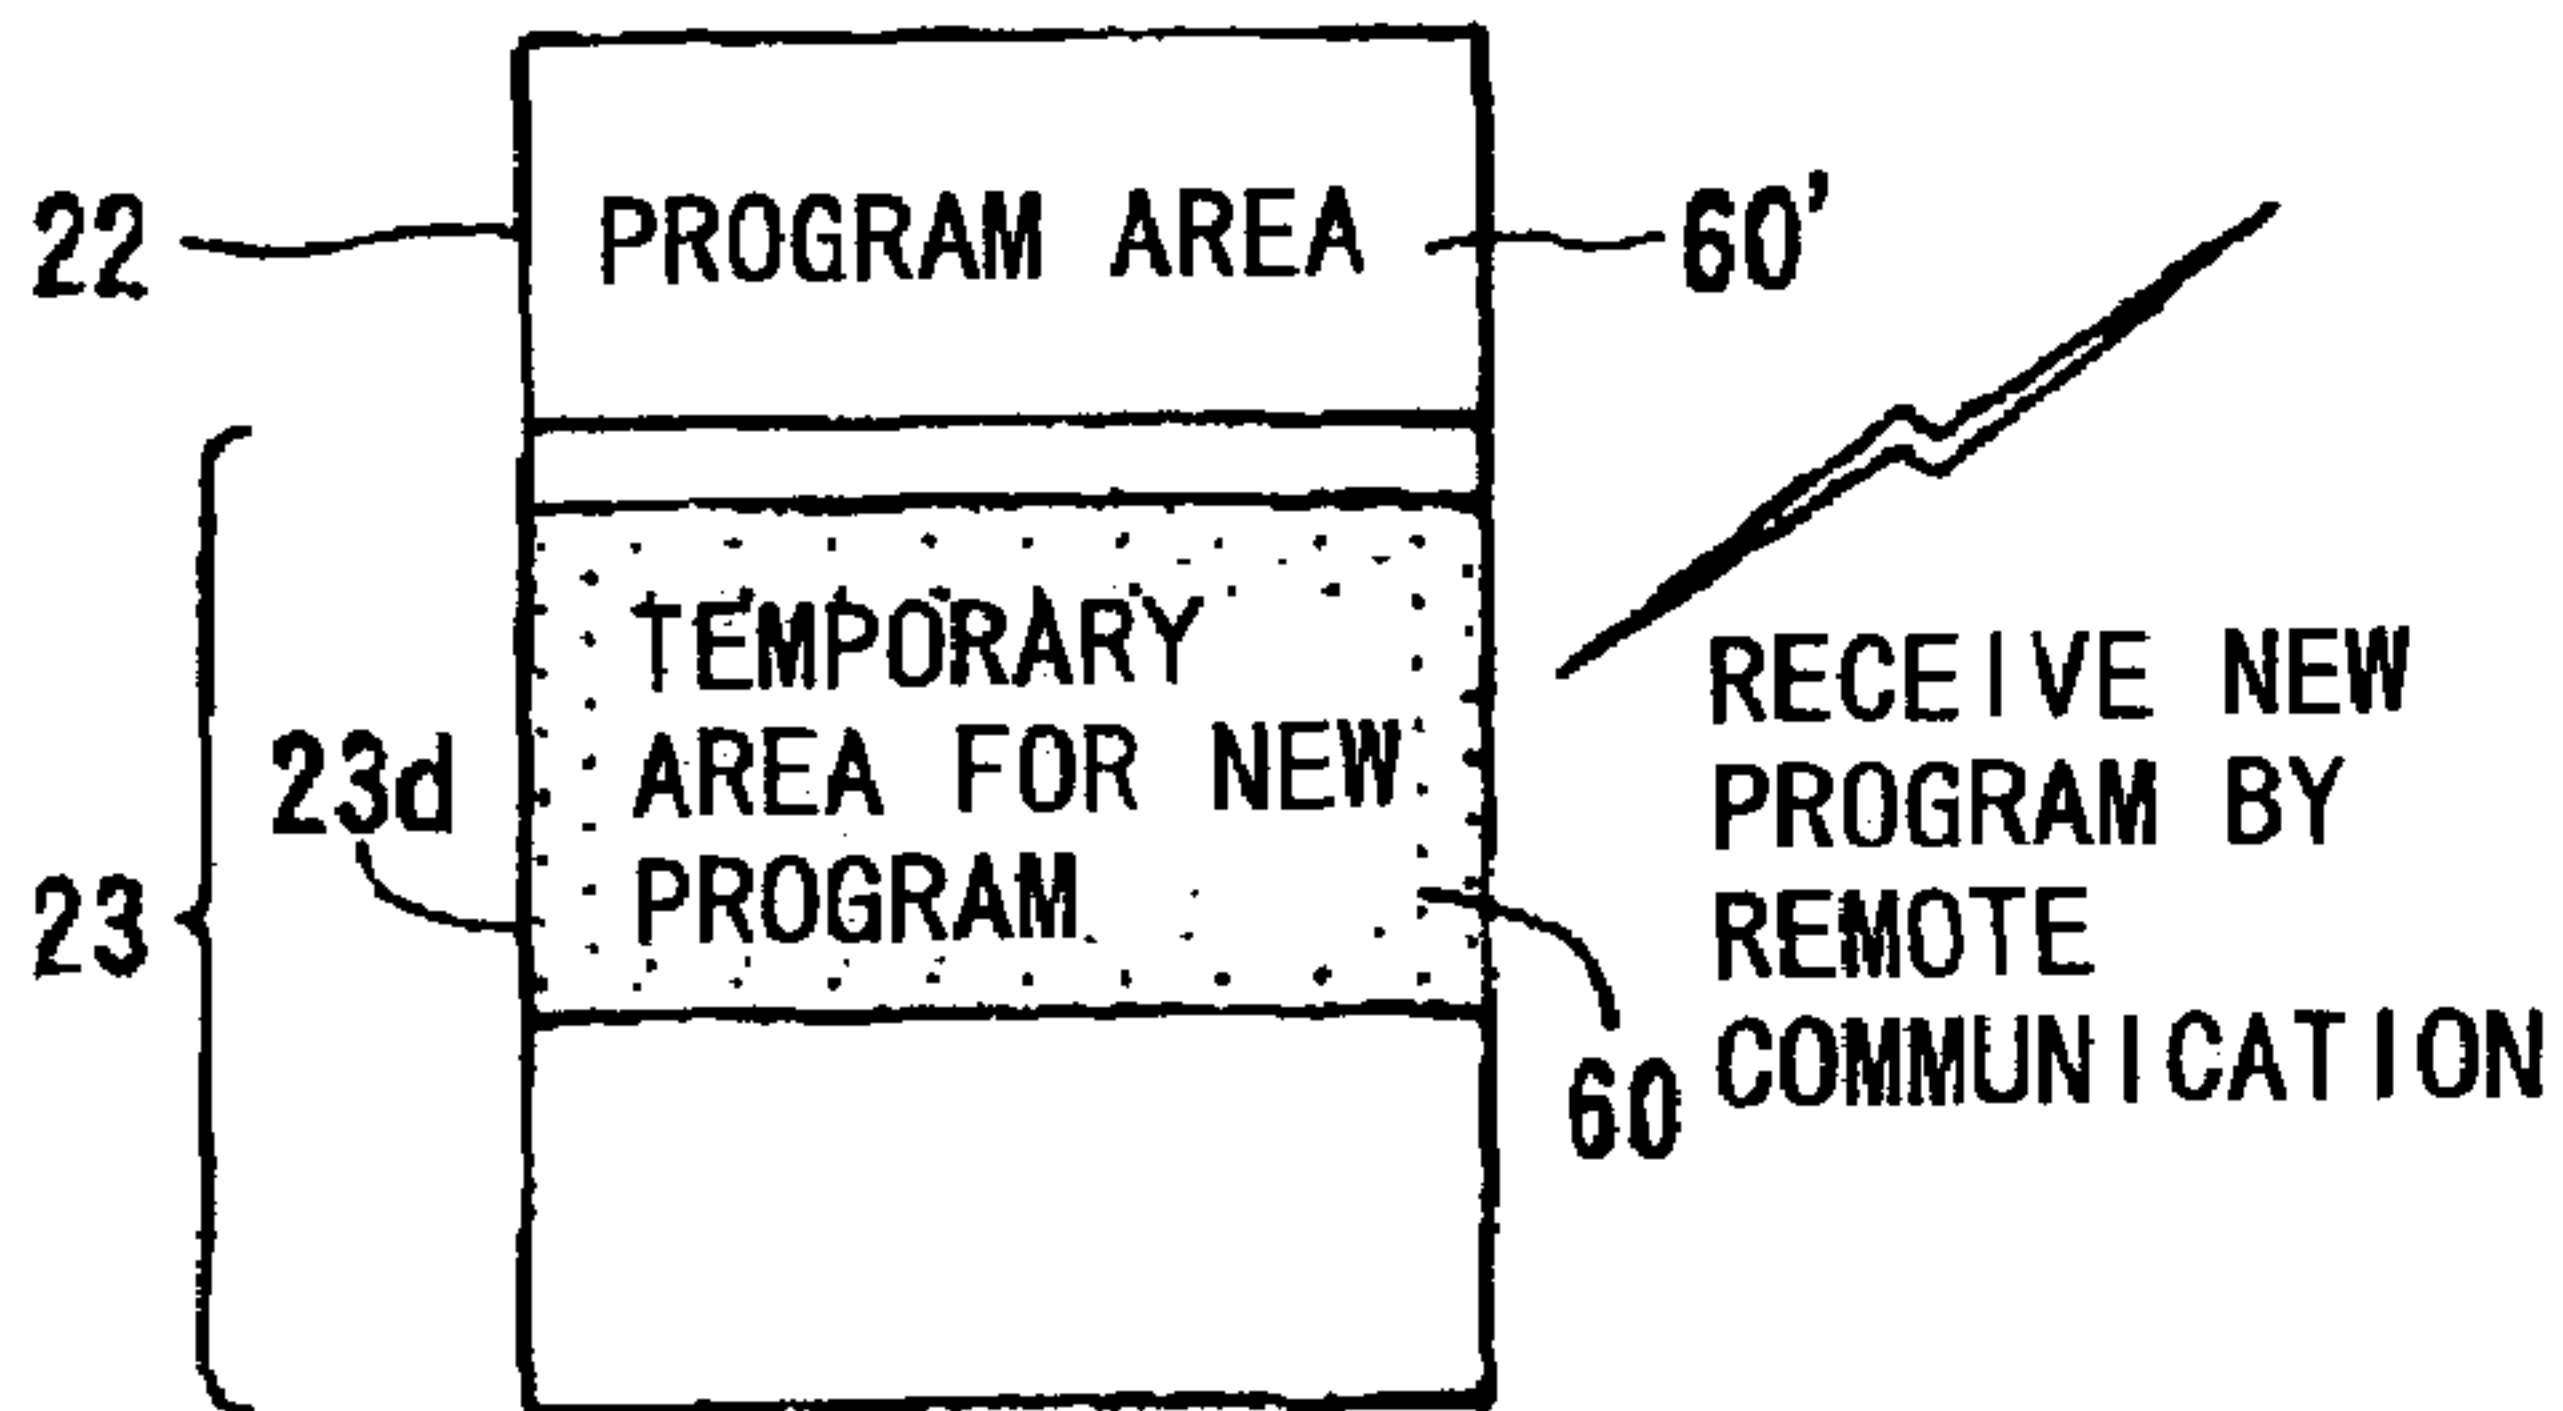 22
PROGRAM AREA
60'
23
23d
TEMPORARY
AREA FOR NEW
PROGRAM
60
RECEIVE NEW
PROGRAM BY
REMOTE
COMMUNICATION